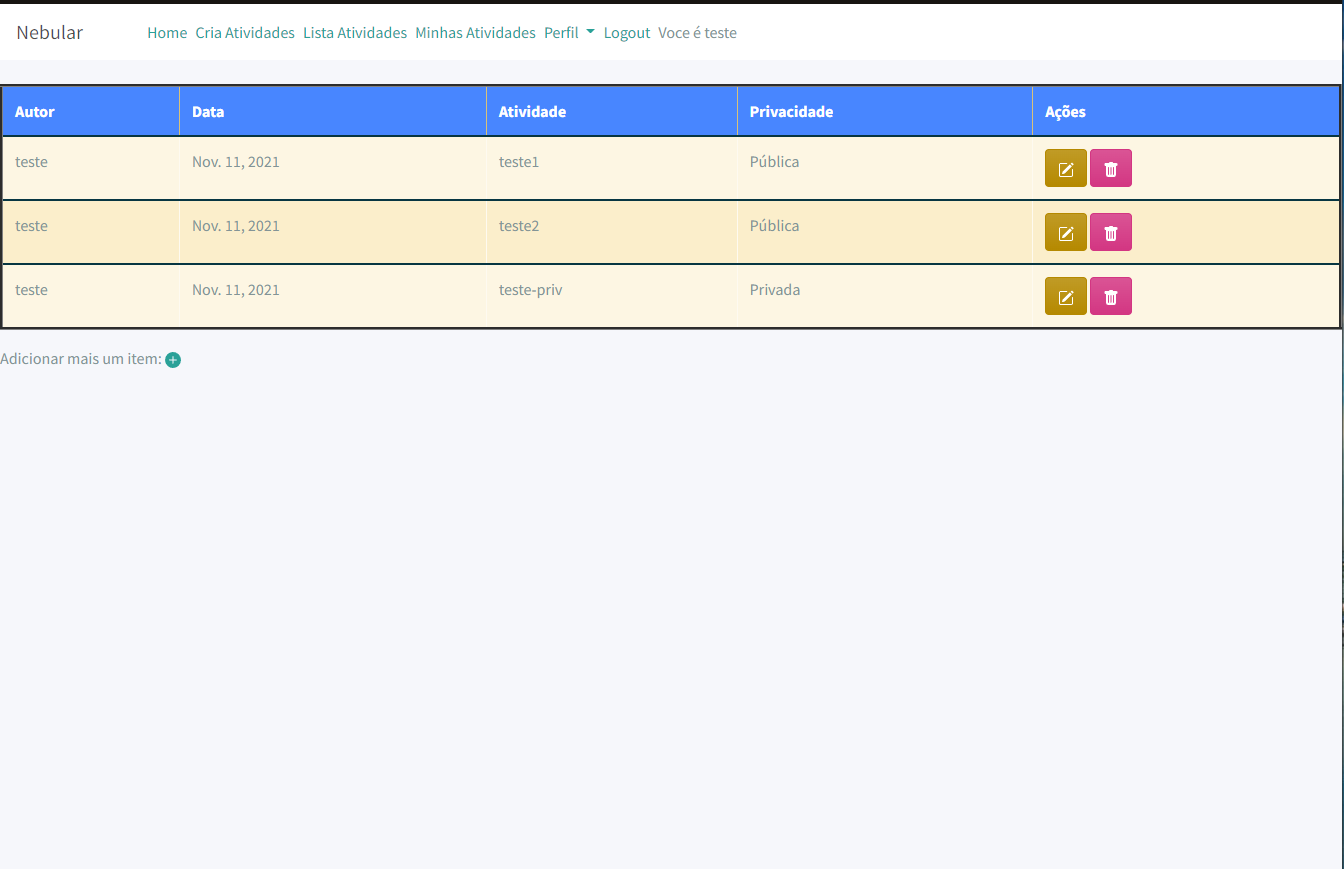 Nebular Home Cria Atividades Lista Atividades Minhas Atividades Perfil Logout Voce é teste
Autor Data Atividade Privacidade Ações
teste Nov. 11, 2021 teste1 Pública
teste Nov. 11, 2021 teste2 Pública
teste Nov. 11, 2021 teste-priv Privada
Adicionar mais um item: